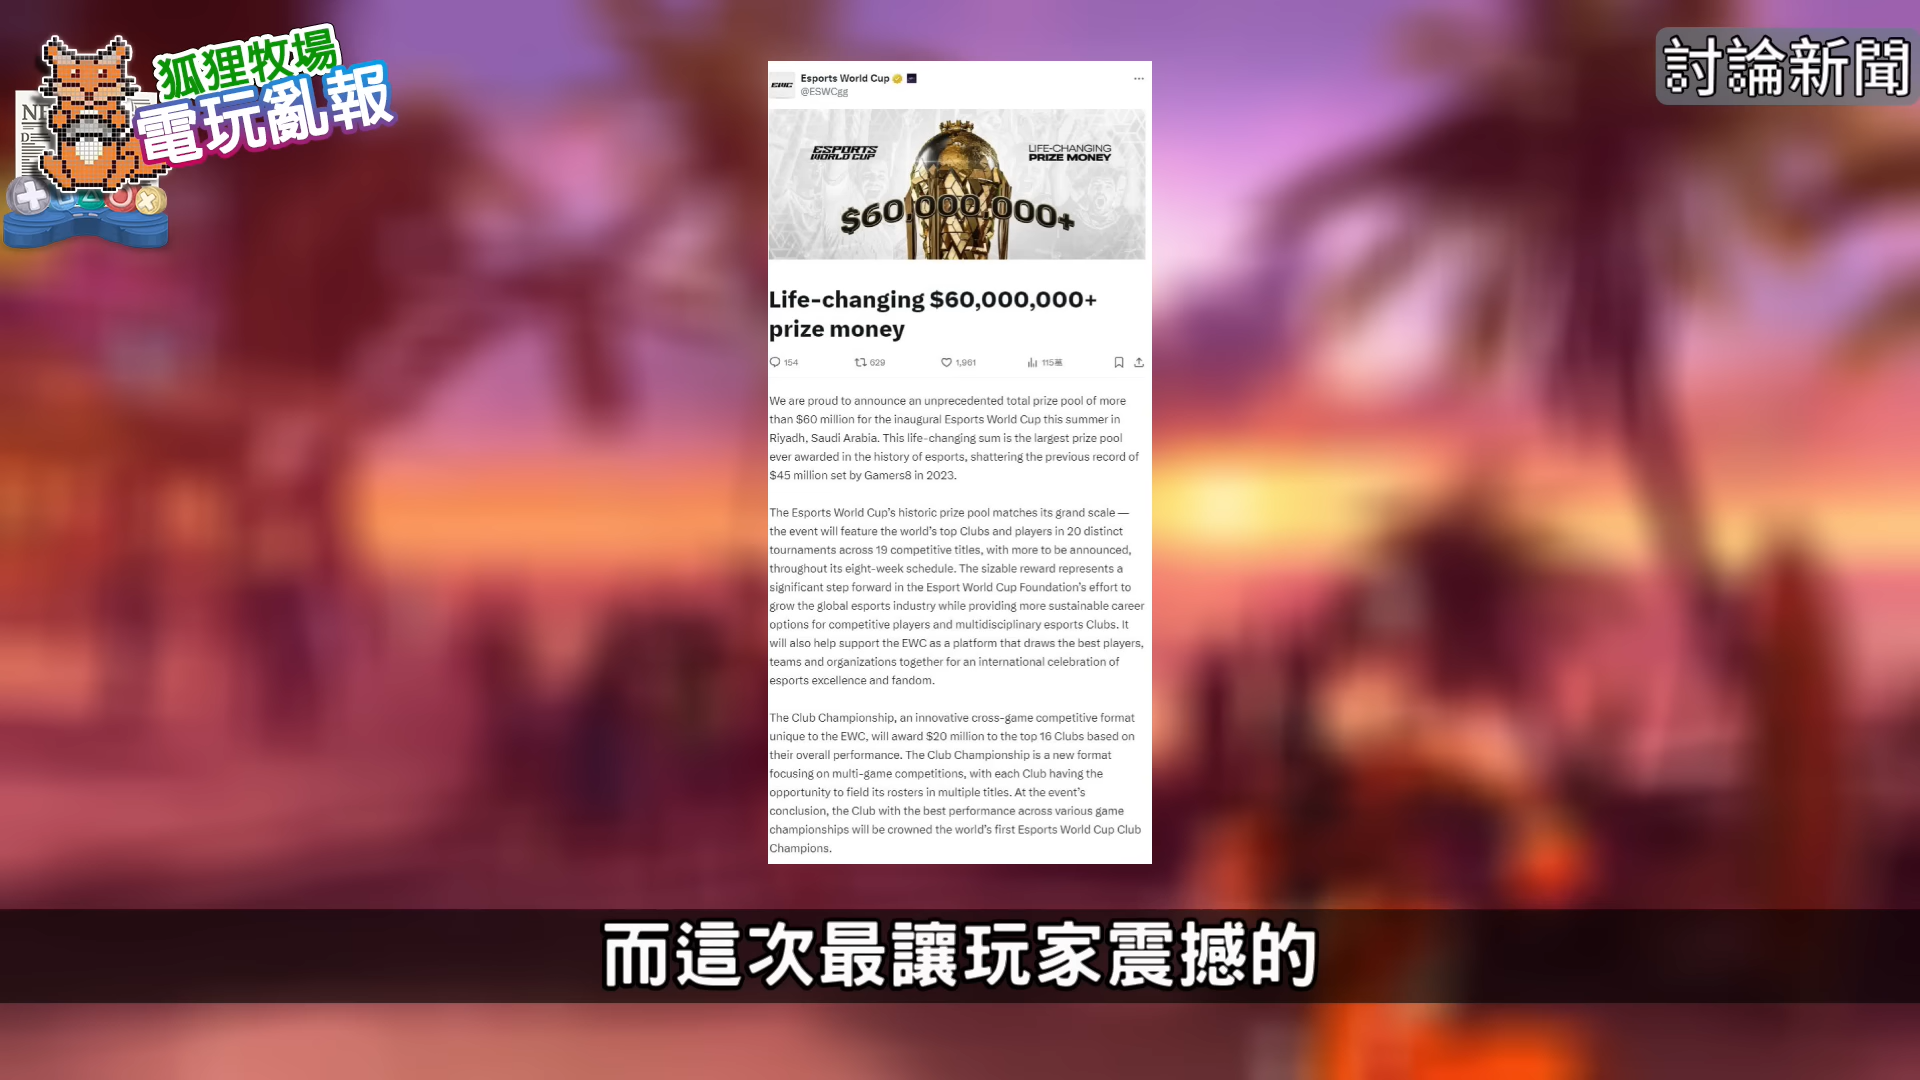 狐狸牧場
電玩亂報
討論新聞
EWC
Esports World Cup
@ESWCgg
ESPORTS
WORLD CUP
LIFE-CHANGING
PRIZE MONEY
$60,000,000+
Life-changing $60,000,000+
prize money
154
629
1,961
115萬
We are proud to announce an unprecedented total prize pool of more
than $60 million for the inaugural Esports World Cup this summer in
Riyadh, Saudi Arabia. This life-changing sum is the largest prize pool
ever awarded in the history of esports, shattering the previous record of
$45 million set by Gamers8 in 2023.
The Esports World Cup’s historic prize pool matches its grand scale —
the event will feature the world’s top Clubs and players in 20 distinct
tournaments across 19 competitive titles, with more to be announced,
throughout its eight-week schedule. The sizable reward represents a
significant step forward in the Esport World Cup Foundation’s effort to
grow the global esports industry while providing more sustainable career
options for competitive players and multidisciplinary esports Clubs. It
will also help support the EWC as a platform that draws the best players,
teams and organizations together for an international celebration of
esports excellence and fandom.
The Club Championship, an innovative cross-game competitive format
unique to the EWC, will award $20 million to the top 16 Clubs based on
their overall performance. The Club Championship is a new format
focusing on multi-game competitions, with each Club having the
opportunity to field its rosters in multiple titles. At the event’s
conclusion, the Club with the best performance across various game
championships will be crowned the world’s first Esports World Cup Club
Champions.
而這次最讓玩家震撼的